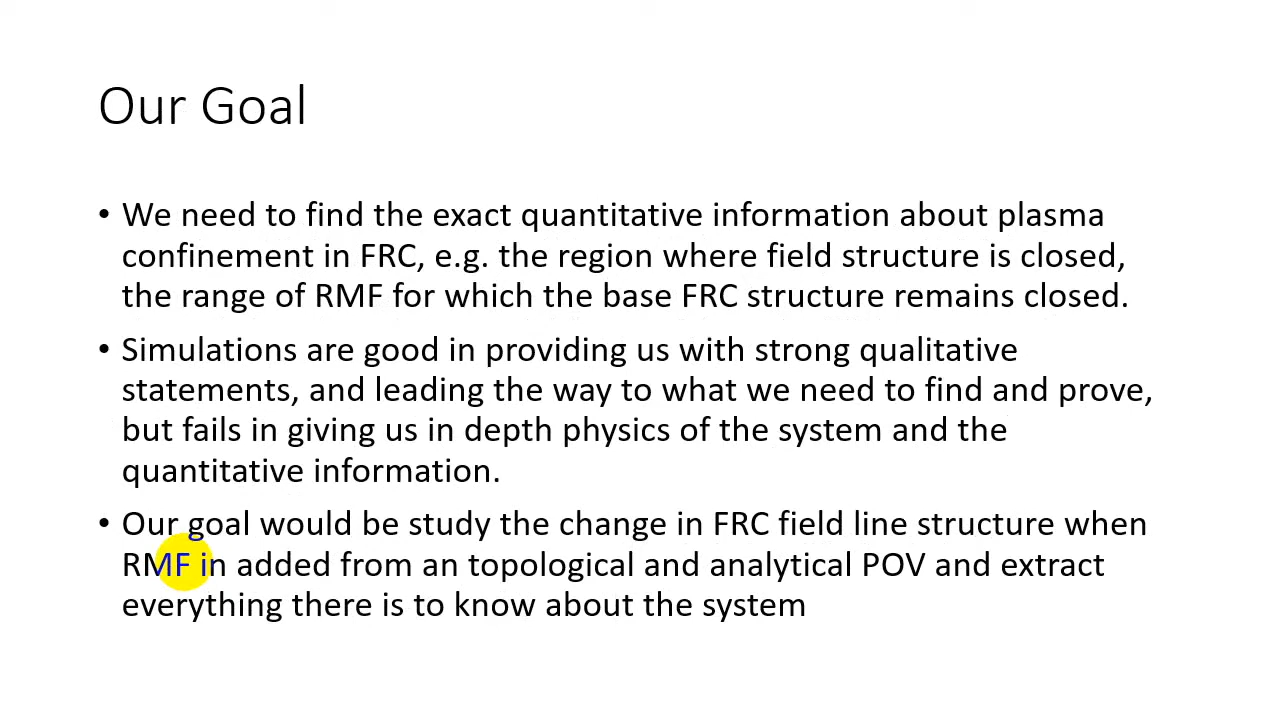 Our Goal
• We need to find the exact quantitative information about plasma
confinement in FRC, e.g. the region where field structure is closed,
the range of RMF for which the base FRC structure remains closed.
• Simulations are good in providing us with strong qualitative
statements, and leading the way to what we need to find and prove,
but fails in giving us in depth physics of the system and the
quantitative information.
• Our goal would be study the change in FRC field line structure when
RMF in added from an topological and analytical POV and extract
everything there is to know about the system